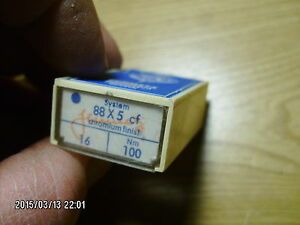 System
88 X 5 cf
chromium finish
16
Nm
100
2015/03/13 22:01